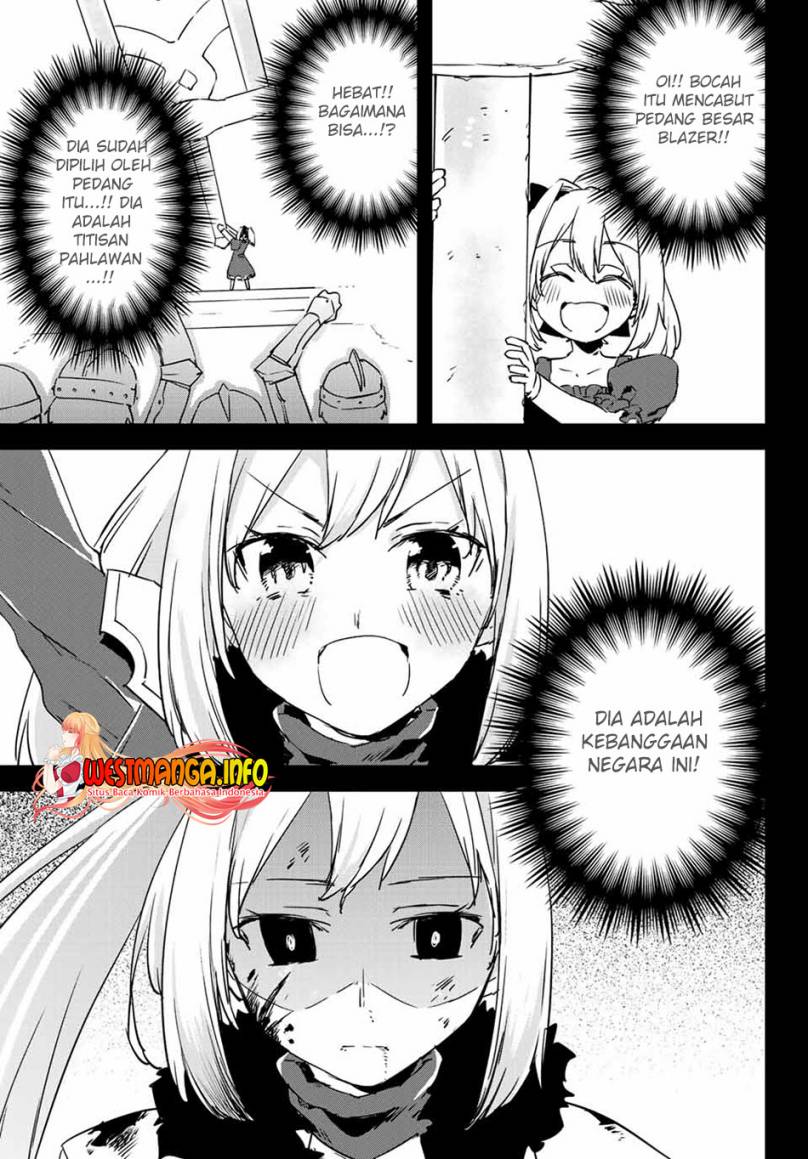 OI!! BOCAH
ITU MENCABUT
PEDANG BESAR
BLAZER!!
HEBAT!!
BAGAIMANA
BISA...!?
DIA SUDAH
DIPILIH OLEH
PEDANG
ITU...!! DIA
ADALAH
TITISAN
PAHLAWAN
...!!
DIA ADALAH
KEBANGGAAN
NEGARA INI!
WESTMANGA.INFO
Situs Baca Komik Berbahasa Indonesia